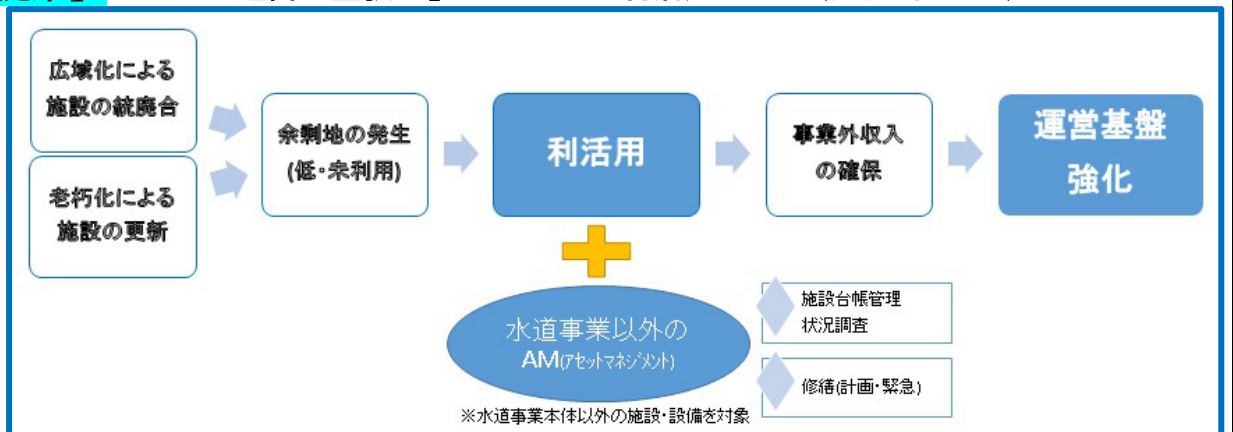 広域化による
施設の統廃合
老朽化による
施設の更新
余剰地の発生
(低・未利用)
利活用
事業外収入
の確保
運営基盤
強化
水道事業以外の
AM(アセットマネジメント)
※水道事業本体以外の施設・設備を対象
施設台帳管理
状況調査
修繕(計画・緊急)